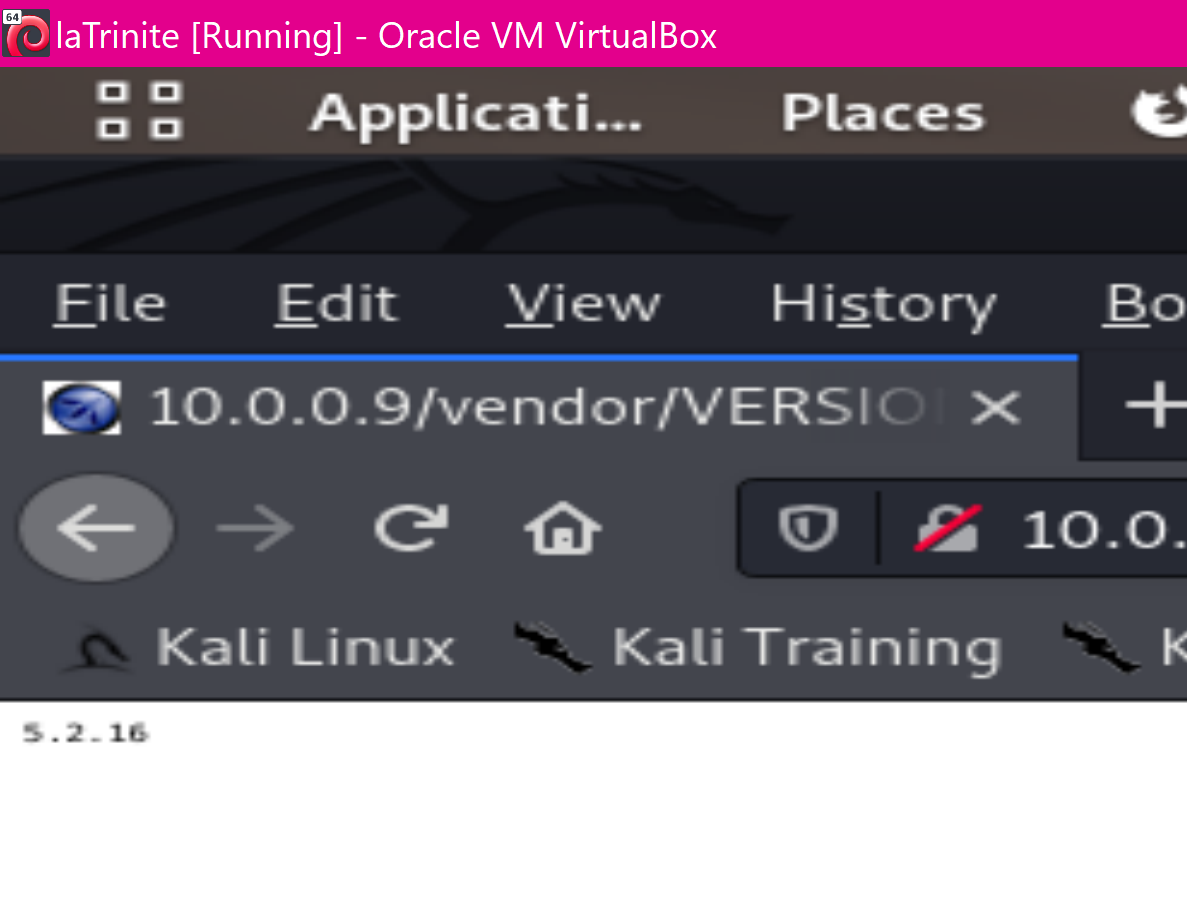 64
laTrinite [Running] - Oracle VM VirtualBox
Applicati... Places
File Edit View History Bo
10.0.0.9/vendor/VERSIO
10.0.
Kali Linux Kali Training K
5.2.16